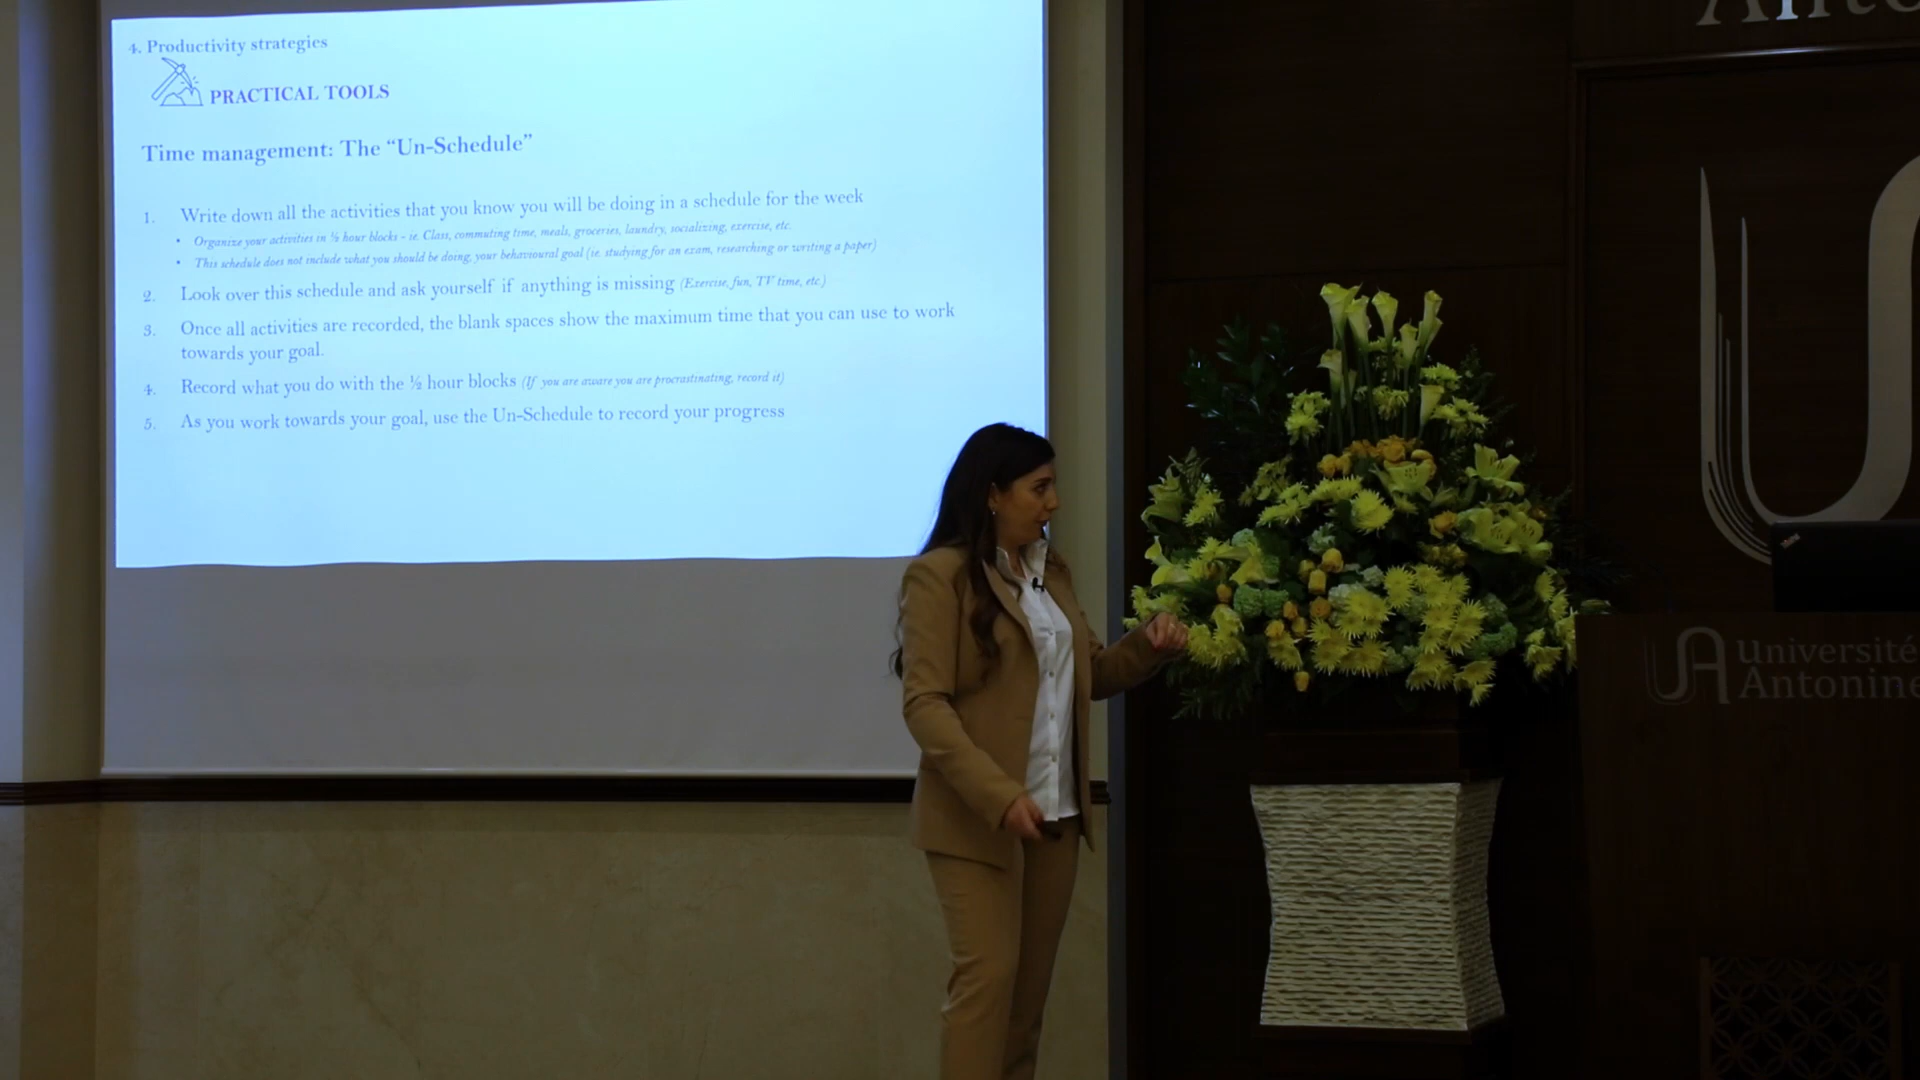 4. Productivity strategies
PRACTICAL TOOLS
Time management: The “Un-Schedule”
1. Write down all the activities that you know you will be doing in a schedule for the week
• Organize your activities in ½ hour blocks - ie. Class, commuting time, meals, groceries, laundry, socializing, exercise, etc.
• This schedule does not include what you should be doing, your behavioural goal (ie. studying for an exam, researching or writing a paper)
2. Look over this schedule and ask yourself if anything is missing (Exercise, fun, TV time, etc.)
3. Once all activities are recorded, the blank spaces show the maximum time that you can use to work
towards your goal.
4. Record what you do with the ½ hour blocks (If you are aware you are procrastinating, record it)
5. As you work towards your goal, use the Un-Schedule to record your progress
Anto
UA
Université
Antonine